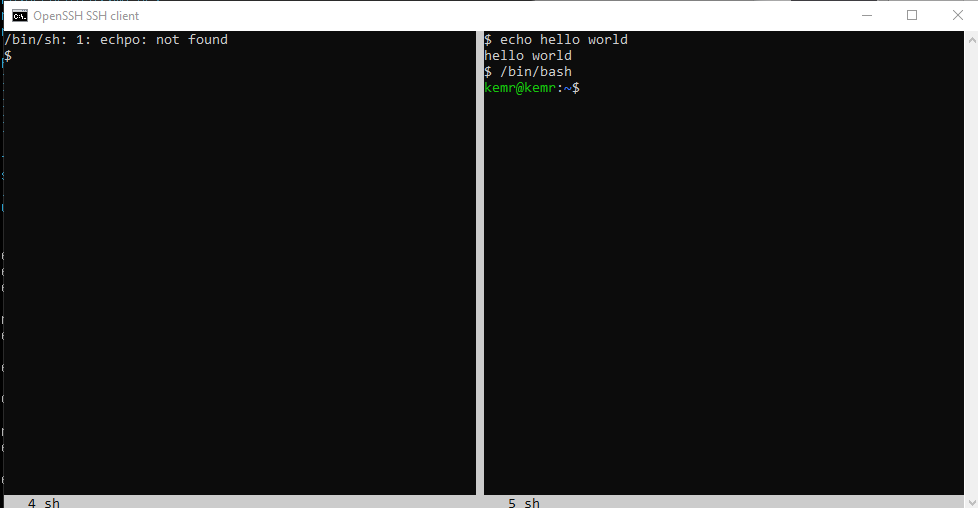 OpenSSH SSH client
/bin/sh: 1: echpo: not found
$
$ echo hello world
hello world
$ /bin/bash
kemr@kemr:~$
4 sh
5 sh